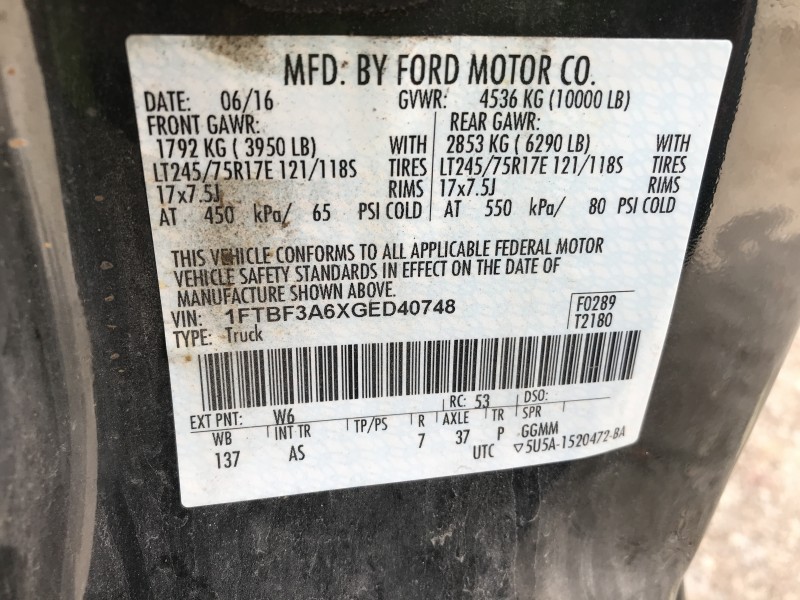 MFD. BY FORD MOTOR CO.
DATE: 06/16 GVWR: 4536 KG (10000 LB)
FRONT GAWR: REAR GAWR:
1792 KG ( 3950 LB) WITH 2853 KG ( 6290 LB) WITH
LT245/75R17E 121/118S TIRES LT245/75R17E 121/118S TIRES
17x7.5J RIMS 17x7.5J RIMS
AT 450 kPa/ 65 PSI COLD AT 550 kPa/ 80 PSI COLD
THIS VEHICLE CONFORMS TO ALL APPLICABLE FEDERAL MOTOR
VEHICLE SAFETY STANDARDS IN EFFECT ON THE DATE OF
MANUFACTURE SHOWN ABOVE.
VIN: 1FTBF3A6XGED40748 F0289
TYPE: Truck T2180
EXT PNT: W6 RC: 53 DSO:
WB INT TR TP/PS R AXLE TR SPR
137 AS 7 37 P GGMM
UTC ▽5U5A-1520472-BA